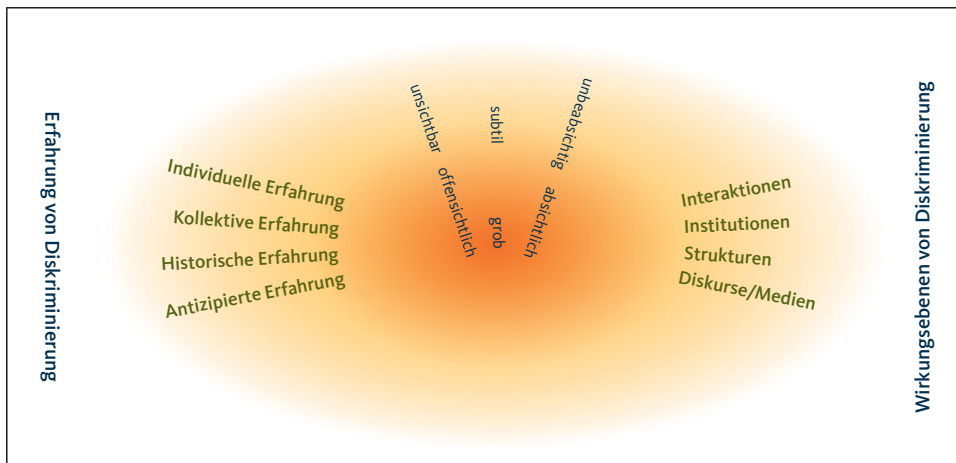 Erfahrung von Diskriminierung
Individuelle Erfahrung
Kollektive Erfahrung
Historische Erfahrung
Antizipierte Erfahrung
unsichtbar
offensichtlich
subtil
grob
unbeabsichtig
absichtlich
Interaktionen
Institutionen
Strukturen
Diskurse/Medien
Wirkungsebenen von Diskriminierung